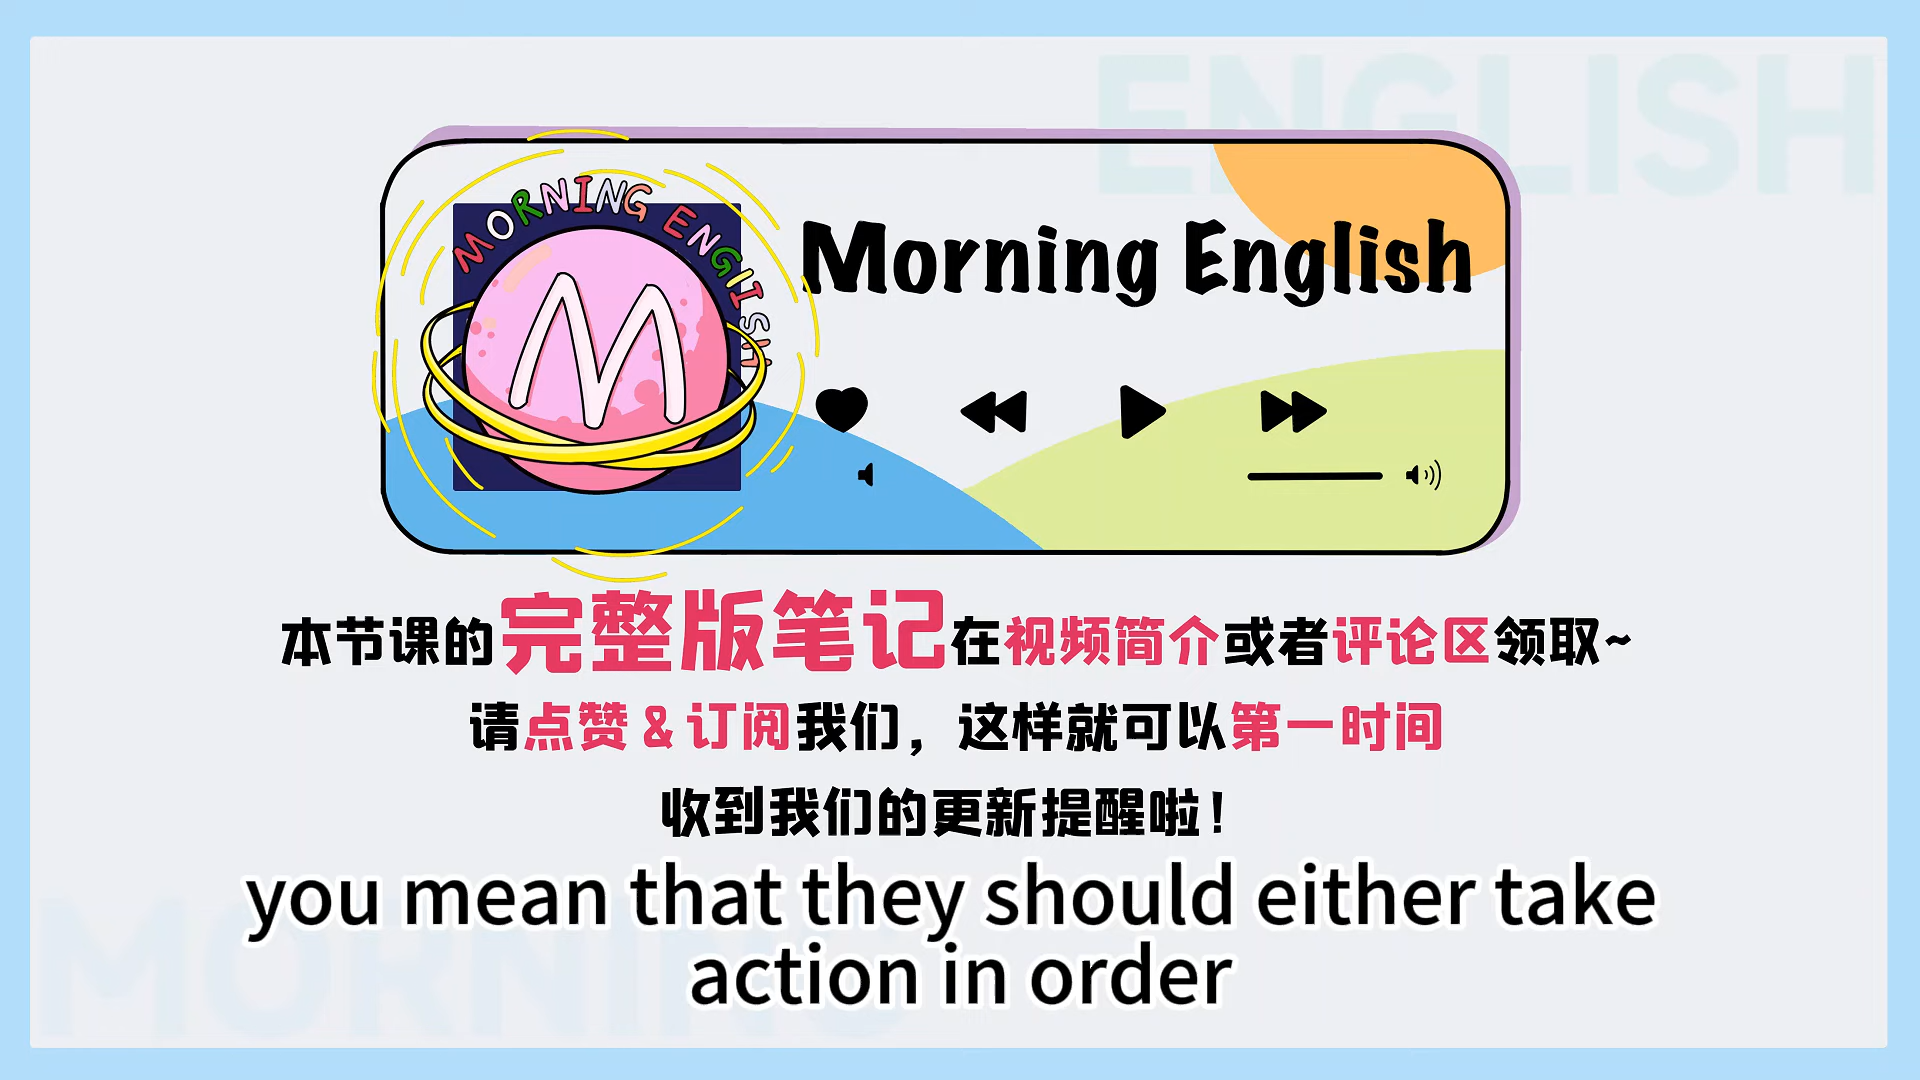 ENGLISH
MORNING ENGLISH
M
Morning English
本节课的完整版笔记在视频简介或者评论区领取~
请点赞&订阅我们，这样就可以第一时间
收到我们的更新提醒啦！
MORNING
you mean that they should either take
action in order